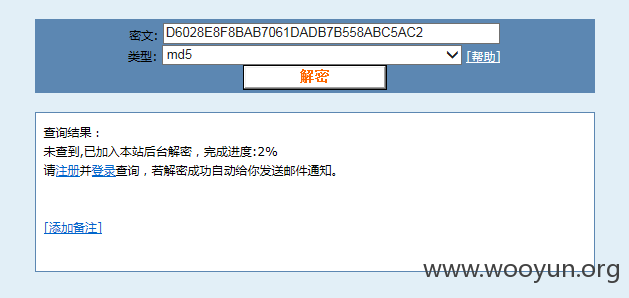 密文: D6028E8F8BAB7061DADB7B558ABC5AC2
类型: md5 [帮助]
解密
查询结果：
未查到,已加入本站后台解密，完成进度:2%
请注册并登录查询，若解密成功自动给你发送邮件通知。
[添加备注]
www.wooyun.org